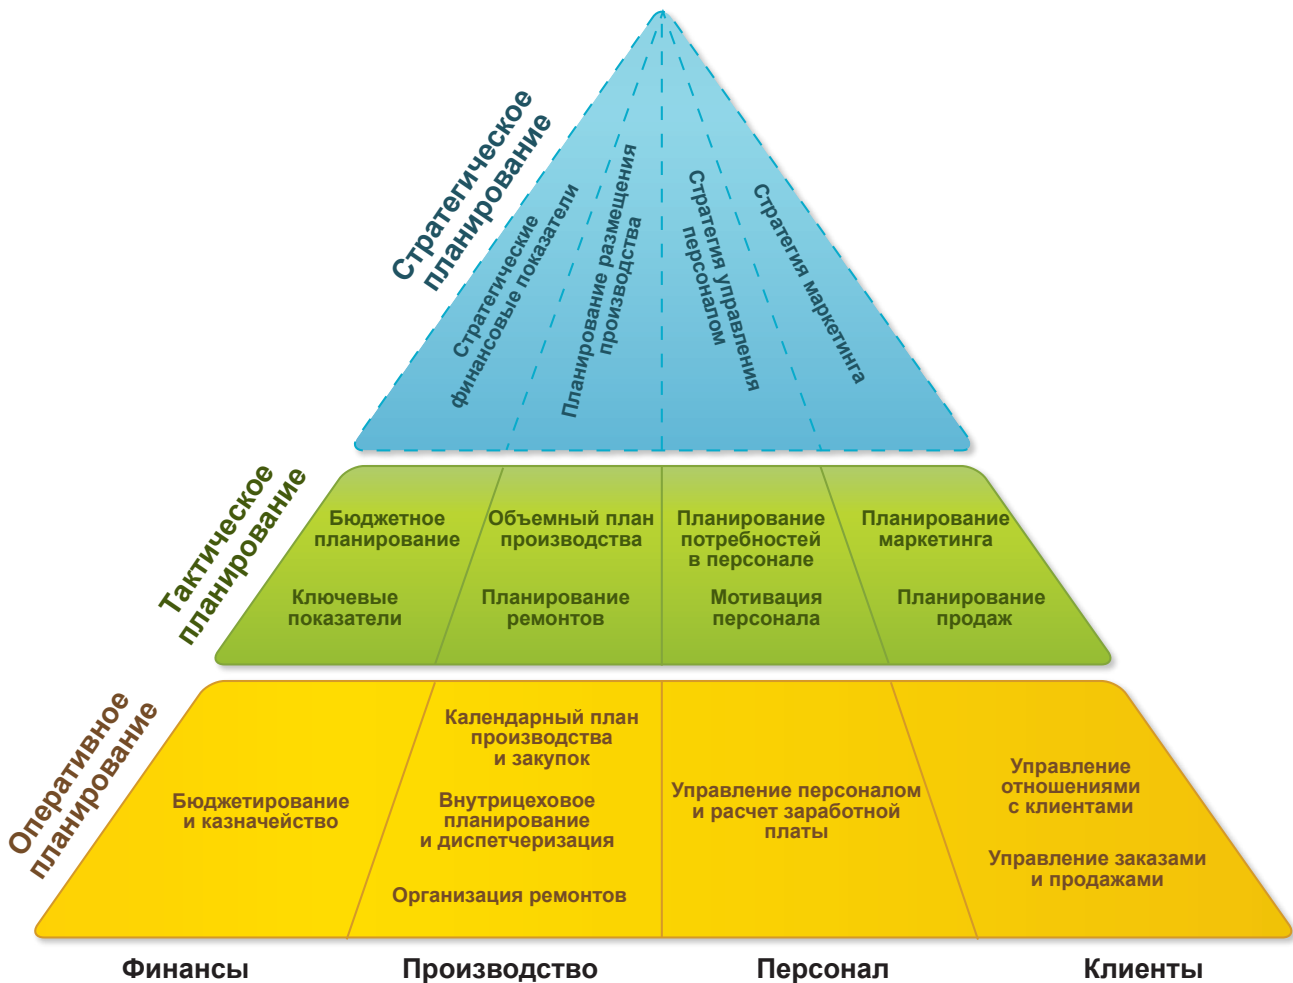 Стратегическое
планирование
Стратегические
финансовые показатели
Планирование размещения
производства
Стратегия управления
персоналом
Стратегия маркетинга
Тактическое
планирование
Бюджетное
планирование
Ключевые
показатели
Объемный план
производства
Планирование
ремонтов
Планирование
потребностей
в персонале
Мотивация
персонала
Планирование
маркетинга
Планирование
продаж
Оперативное
планирование
Бюджетирование
и казначейство
Календарный план
производства
и закупок
Внутрицеховое
планирование
и диспетчеризация
Организация ремонтов
Управление персоналом
и расчет заработной
платы
Управление
отношениями
с клиентами
Управление заказами
и продажами
Финансы
Производство
Персонал
Клиенты